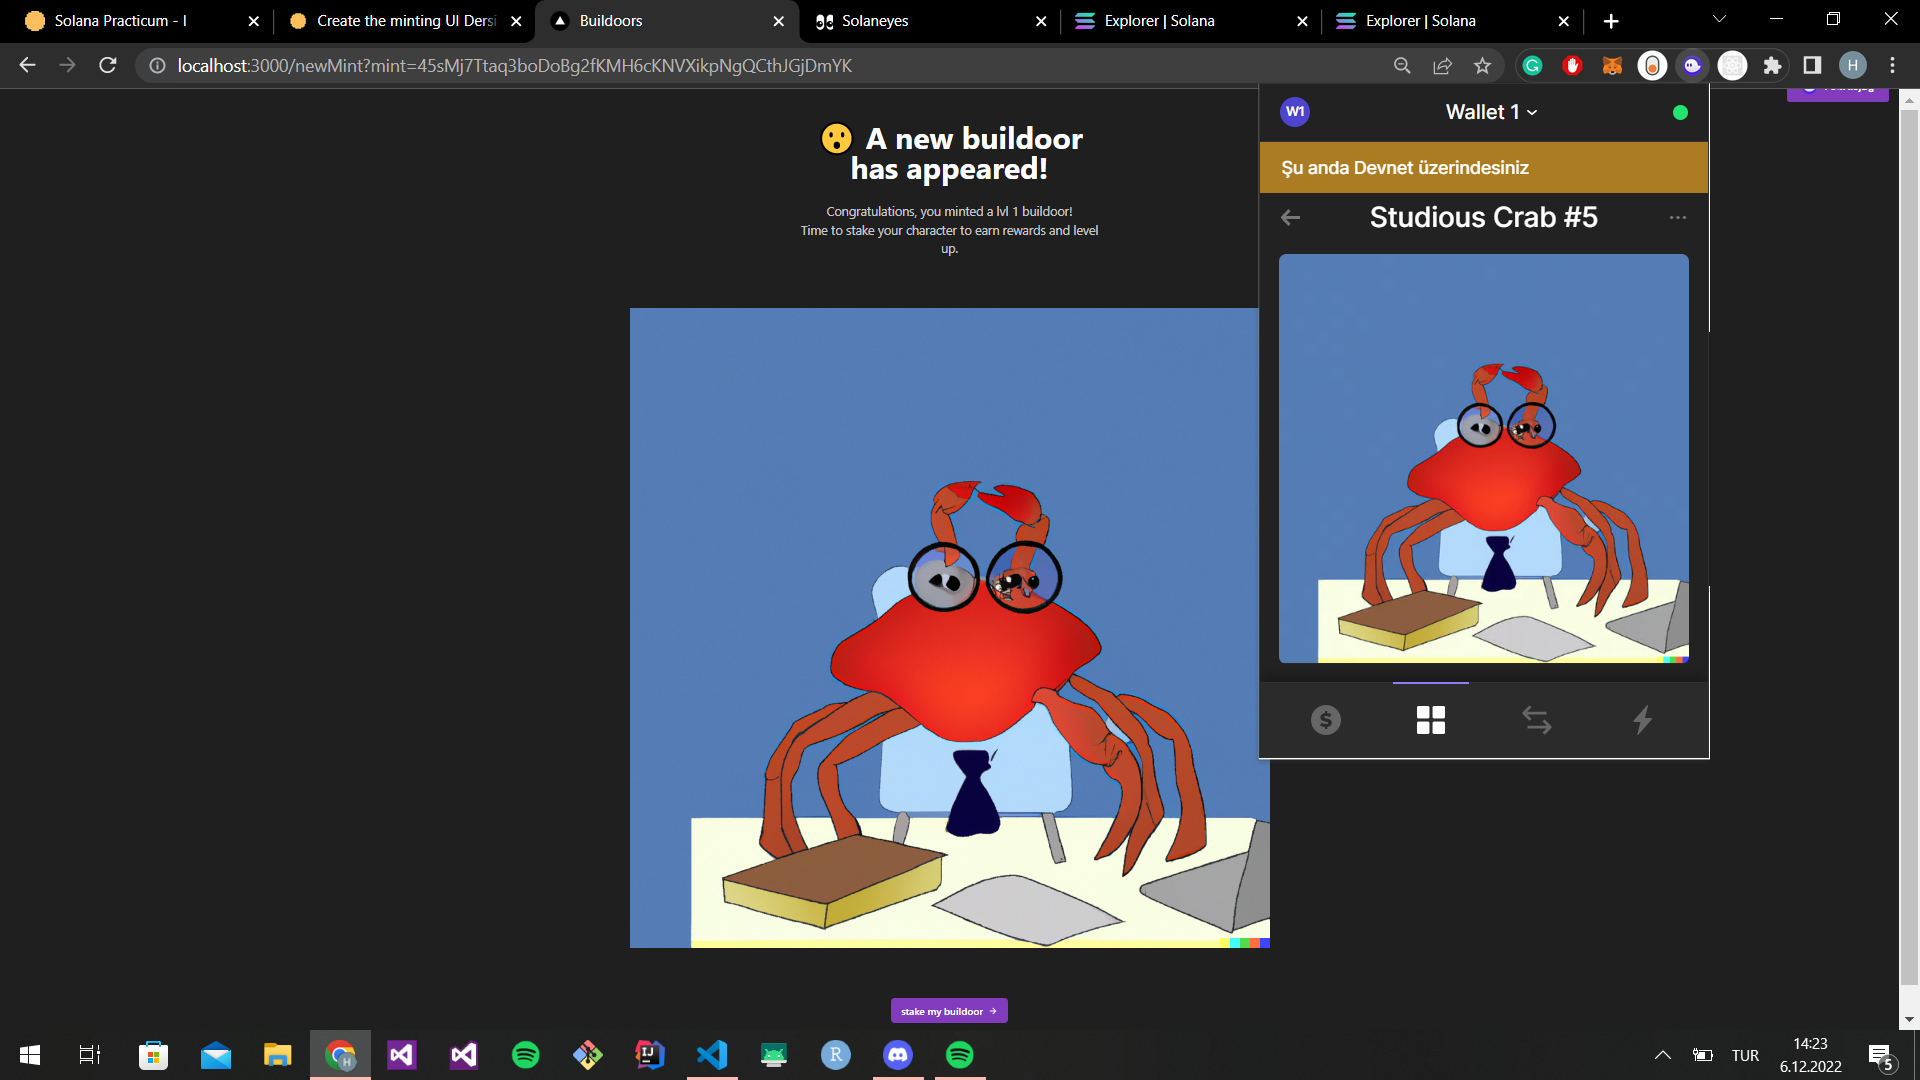 Solana Practicum - I
Create the minting UI Dersi
Buildoors
Solaneyes
Explorer | Solana
Explorer | Solana
localhost:3000/newMint?mint=45sMj7Ttaq3boDoBg2fKMH6cKNVXikpNgQCthJGjDmYK
H
W1
Wallet 1
Şu anda Devnet üzerindesiniz
Studious Crab #5
A new buildoor
has appeared!
Congratulations, you minted a lvl 1 buildoor!
Time to stake your character to earn rewards and level
up.
stake my buildoor →
TUR
14:23
6.12.2022
5